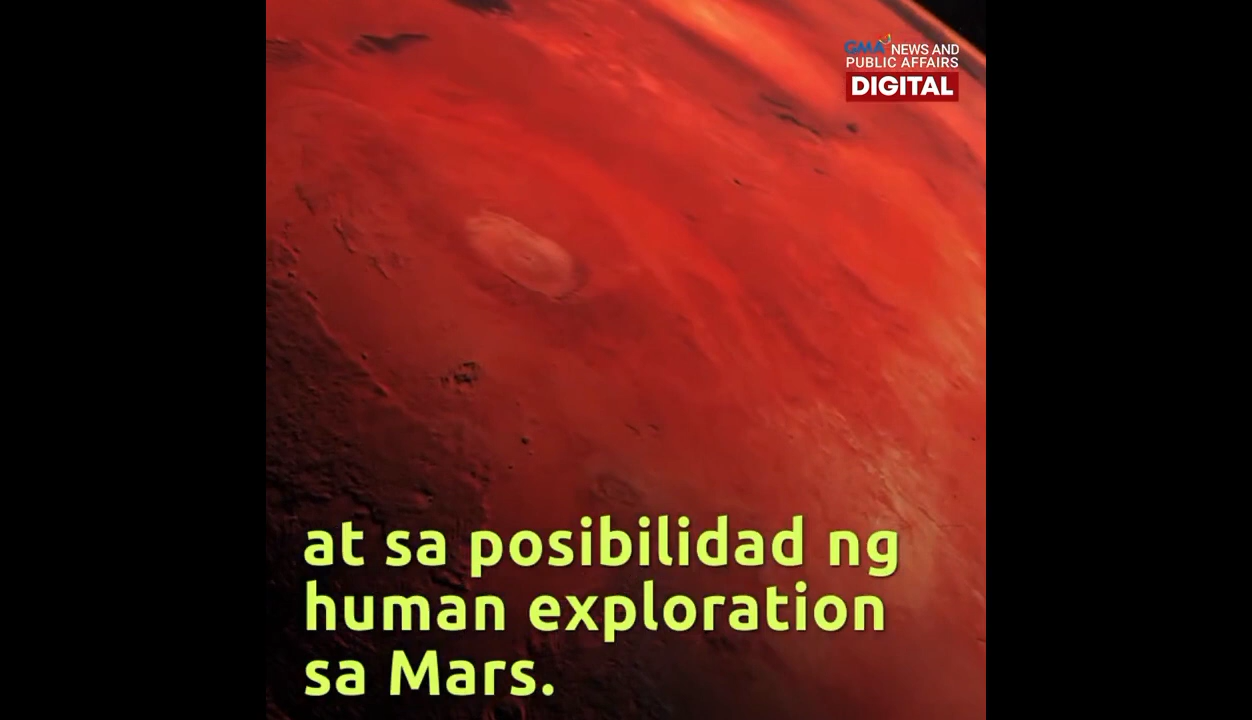 GMA NEWS AND
PUBLIC AFFAIRS
DIGITAL
at sa posibilidad ng
human exploration
sa Mars.